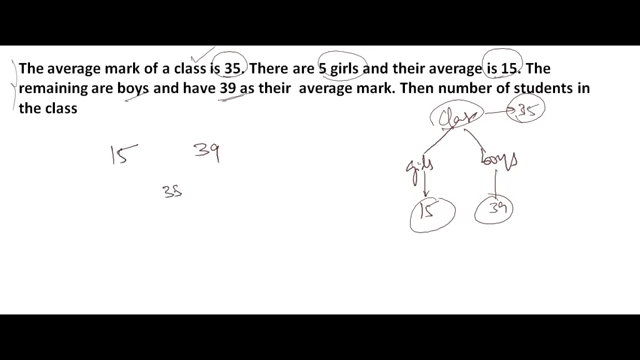 The average mark of a class is 35. There are 5 girls and their average is 15. The
remaining are boys and have 39 as their average mark. Then number of students in
the class
Class 35
15 39
girls boys
35
15 39